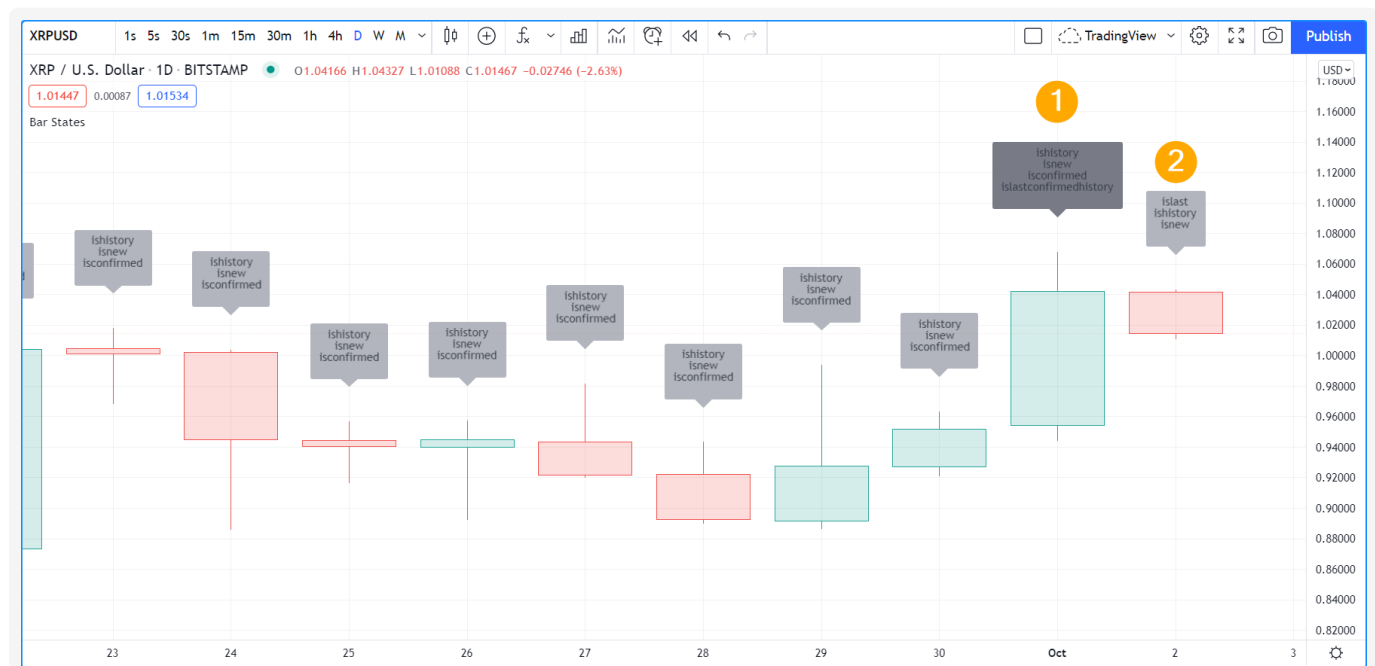 XRPUSD 1s 5s 30s 1m 15m 30m 1h 4h D W M TradingView Publish
XRP / U.S. Dollar · 1D · BITSTAMP O1.04166 H1.04327 L1.01088 C1.01467 −0.02746 (−2.63%)
USD
1.01447 0.00087 1.01534
Bar States
1
2
ishistory
isnew
isconfirmed
ishistory
isnew
isconfirmed
ishistory
isnew
isconfirmed
ishistory
isnew
isconfirmed
ishistory
isnew
isconfirmed
ishistory
isnew
isconfirmed
ishistory
isnew
isconfirmed
ishistory
isnew
isconfirmed
ishistory
isnew
isconfirmed
islastconfirmedhistory
islast
ishistory
isnew
1.18000
1.16000
1.14000
1.12000
1.10000
1.08000
1.06000
1.04000
1.02000
1.00000
0.98000
0.96000
0.94000
0.92000
0.90000
0.88000
0.86000
0.84000
0.82000
23 24 25 26 27 28 29 30 Oct 2 3